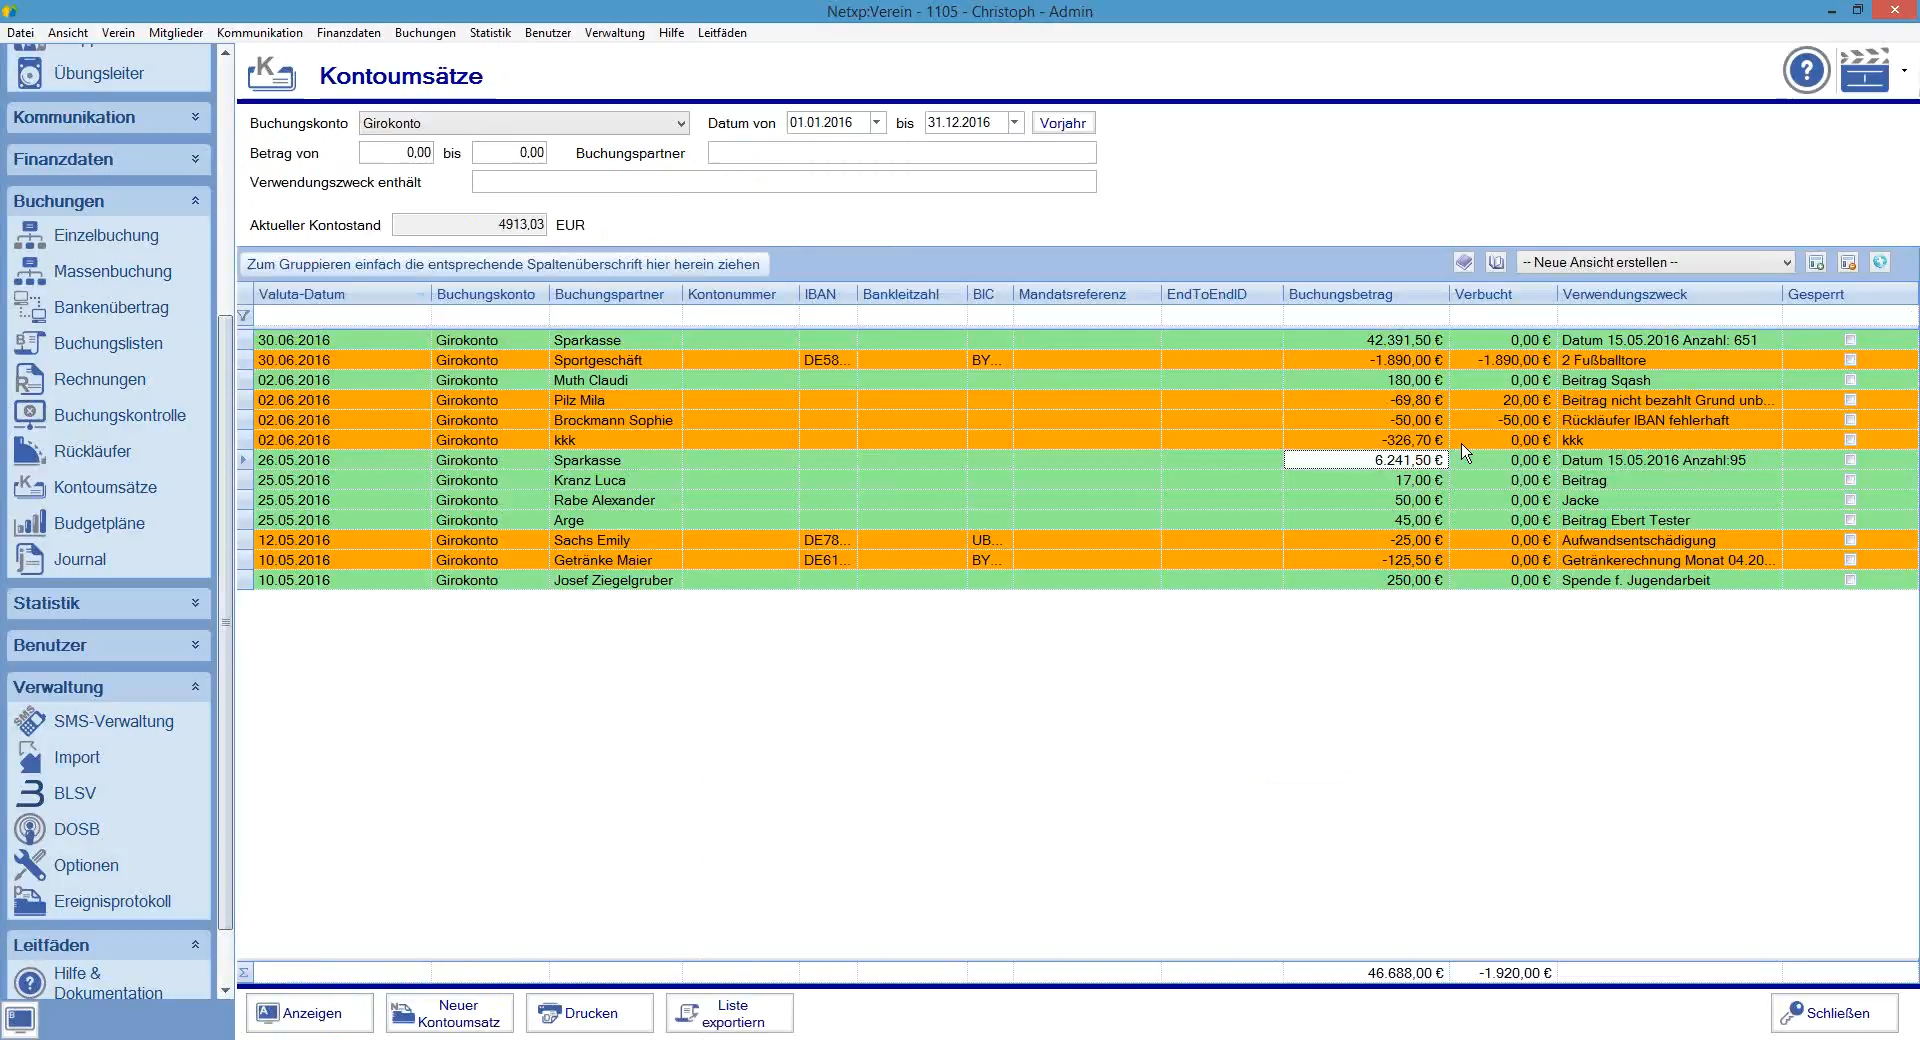 Netxp:Verein - 1105 - Christoph - Admin
Datei Ansicht Verein Mitglieder Kommunikation Finanzdaten Buchungen Statistik Benutzer Verwaltung Hilfe Leitfäden
Übungsleiter
Kommunikation
Finanzdaten
Buchungen
Einzelbuchung
Massenbuchung
Bankenübertrag
Buchungslisten
Rechnungen
Buchungskontrolle
Rückläufer
Kontoumsätze
Budgetpläne
Journal
Statistik
Benutzer
Verwaltung
SMS-Verwaltung
Import
BLSV
DOSB
Optionen
Ereignisprotokoll
Leitfäden
Hilfe &
Dokumentation
Kontoumsätze
Buchungskonto Girokonto Datum von 01.01.2016 bis 31.12.2016 Vorjahr
Betrag von 0,00 bis 0,00 Buchungspartner
Verwendungszweck enthält
Aktueller Kontostand 4913,03 EUR
Zum Gruppieren einfach die entsprechende Spaltenüberschrift hier herein ziehen -- Neue Ansicht erstellen --
Valuta-Datum Buchungskonto Buchungspartner Kontonummer IBAN Bankleitzahl BIC Mandatsreferenz EndToEndID Buchungsbetrag Verbucht Verwendungszweck Gesperrt
30.06.2016 Girokonto Sparkasse 42.391,50 € 0,00 € Datum 15.05.2016 Anzahl: 651
30.06.2016 Girokonto Sportgeschäft DE58... BY... -1.890,00 € -1.890,00 € 2 Fußballtore
02.06.2016 Girokonto Muth Claudi 180,00 € 0,00 € Beitrag Sqash
02.06.2016 Girokonto Pilz Mila -69,80 € 20,00 € Beitrag nicht bezahlt Grund unb...
02.06.2016 Girokonto Brockmann Sophie -50,00 € -50,00 € Rückläufer IBAN fehlerhaft
02.06.2016 Girokonto kkk -326,70 € 0,00 € kkk
26.05.2016 Girokonto Sparkasse 6.241,50 € 0,00 € Datum 15.05.2016 Anzahl:95
25.05.2016 Girokonto Kranz Luca 17,00 € 0,00 € Beitrag
25.05.2016 Girokonto Rabe Alexander 50,00 € 0,00 € Jacke
25.05.2016 Girokonto Arge 45,00 € 0,00 € Beitrag Ebert Tester
12.05.2016 Girokonto Sachs Emily DE78... UB... -25,00 € 0,00 € Aufwandsentschädigung
10.05.2016 Girokonto Getränke Maier DE61... BY... -125,50 € 0,00 € Getränkerechnung Monat 04.20...
10.05.2016 Girokonto Josef Ziegelgruber 250,00 € 0,00 € Spende f. Jugendarbeit
Σ 46.688,00 € -1.920,00 €
Anzeigen
Neuer
Kontoumsatz
Drucken
Liste
exportieren
Schließen